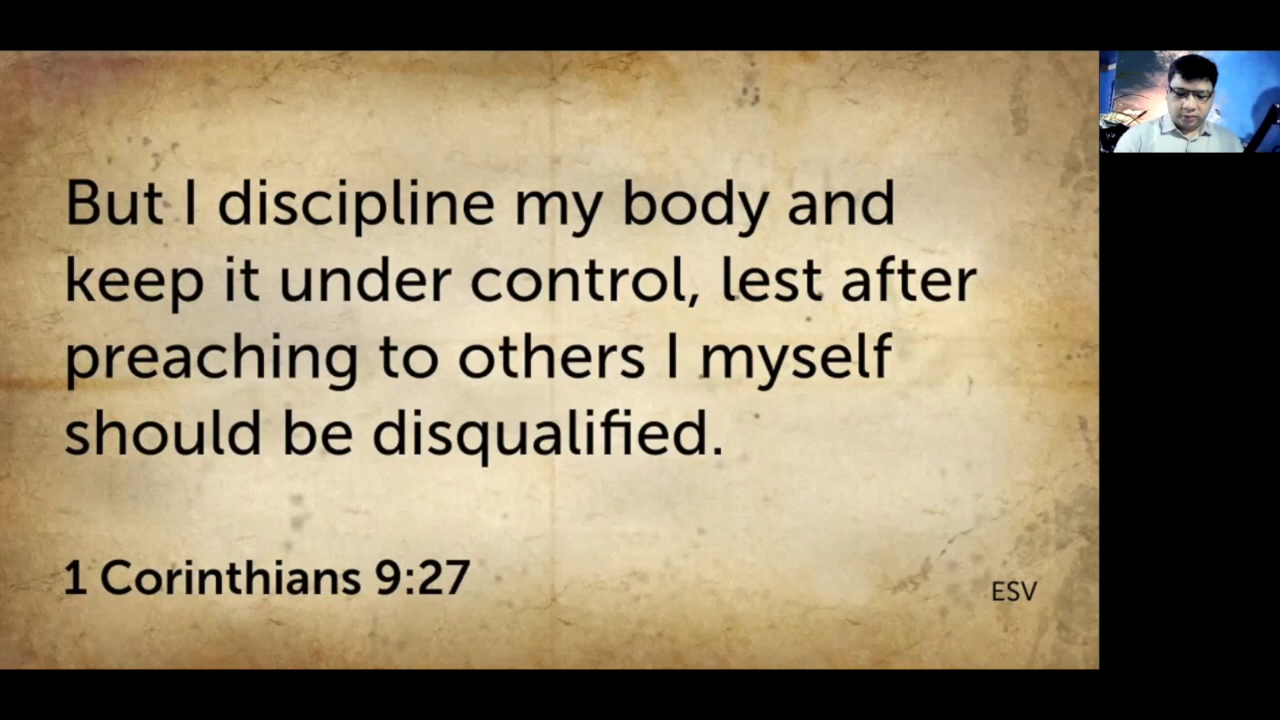 But I discipline my body and
keep it under control, lest after
preaching to others I myself
should be disqualified.
1 Corinthians 9:27
ESV